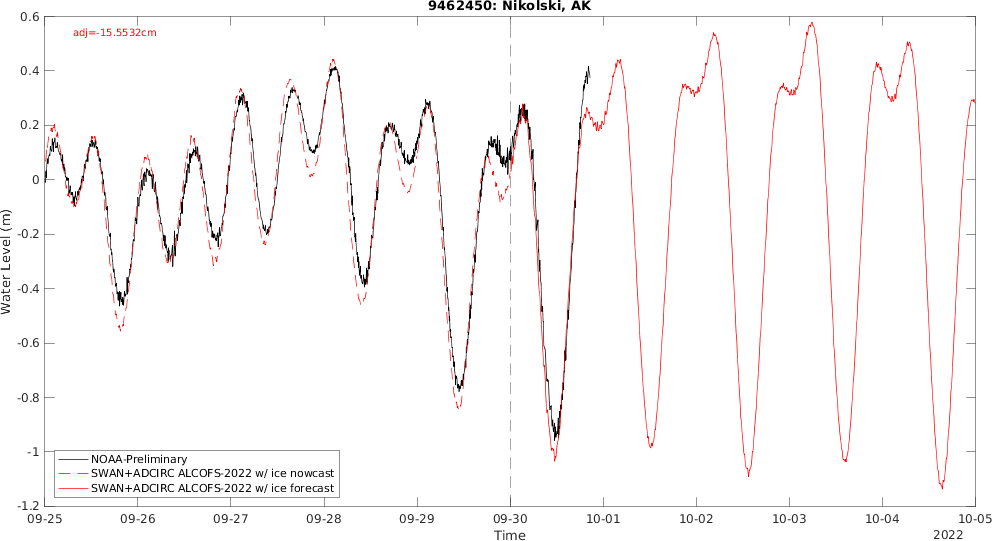 9462450: Nikolski, AK
adj=-15.5532cm
0.6
0.4
0.2
0
-0.2
-0.4
-0.6
-0.8
-1
-1.2
Water Level (m)
NOAA-Preliminary
SWAN+ADCIRC ALCOFS-2022 w/ ice nowcast
SWAN+ADCIRC ALCOFS-2022 w/ ice forecast
09-25 09-26 09-27 09-28 09-29 09-30 10-01 10-02 10-03 10-04 10-05
Time
2022